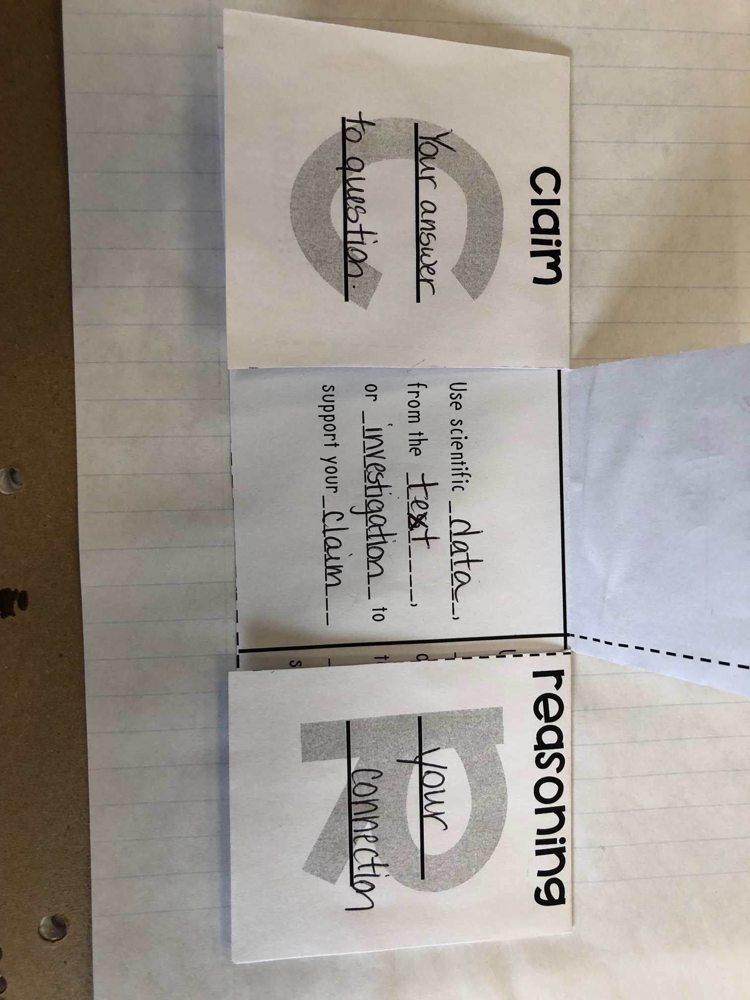 claim
Your answer
to question.
Use scientific data,
from the text,
or investigation to
support your claim
reasoning
Your
connection